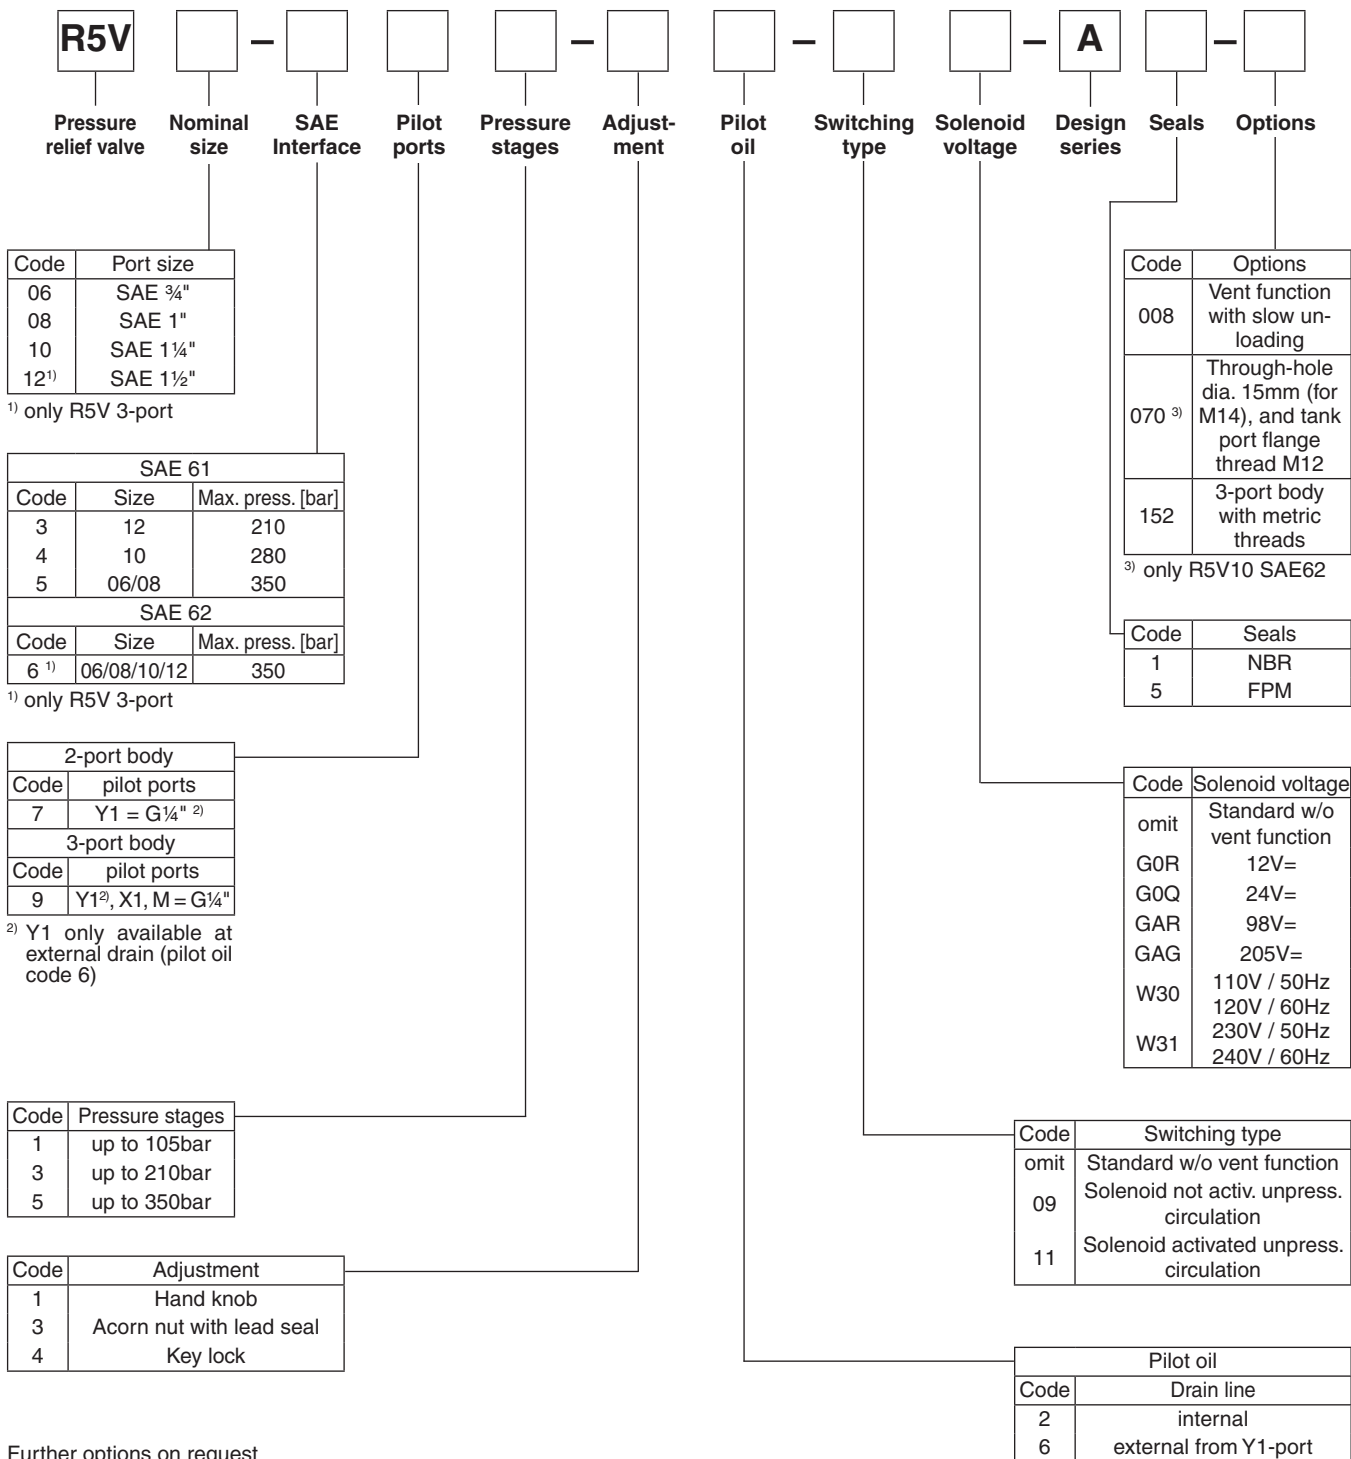 R5V – – – – A –
Pressure relief valve
Nominal size
SAE Interface
Pilot ports
Pressure stages
Adjust-ment
Pilot oil
Switching type
Solenoid voltage
Design series
Seals
Options
Code Port size
06 SAE ¾"
08 SAE 1"
10 SAE 1¼"
12 1) SAE 1½"
1) only R5V 3-port
SAE 61
Code Size Max. press. [bar]
3 12 210
4 10 280
5 06/08 350
SAE 62
Code Size Max. press. [bar]
6 1) 06/08/10/12 350
1) only R5V 3-port
2-port body
Code pilot ports
7 Y1 = G¼" 2)
3-port body
Code pilot ports
9 Y1 2), X1, M = G¼"
2) Y1 only available at
external drain (pilot oil
code 6)
Code Pressure stages
1 up to 105bar
3 up to 210bar
5 up to 350bar
Code Adjustment
1 Hand knob
3 Acorn nut with lead seal
4 Key lock
Further options on request
Code Options
008 Vent function
with slow un-
loading
070 3) Through-hole
dia. 15mm (for
M14), and tank
port flange
thread M12
152 3-port body
with metric
threads
3) only R5V10 SAE62
Code Seals
1 NBR
5 FPM
Code Solenoid voltage
omit Standard w/o
vent function
G0R 12V=
G0Q 24V=
GAR 98V=
GAG 205V=
W30 110V / 50Hz
120V / 60Hz
W31 230V / 50Hz
240V / 60Hz
Code Switching type
omit Standard w/o vent function
09 Solenoid not activ. unpress.
circulation
11 Solenoid activated unpress.
circulation
Pilot oil
Code Drain line
2 internal
6 external from Y1-port